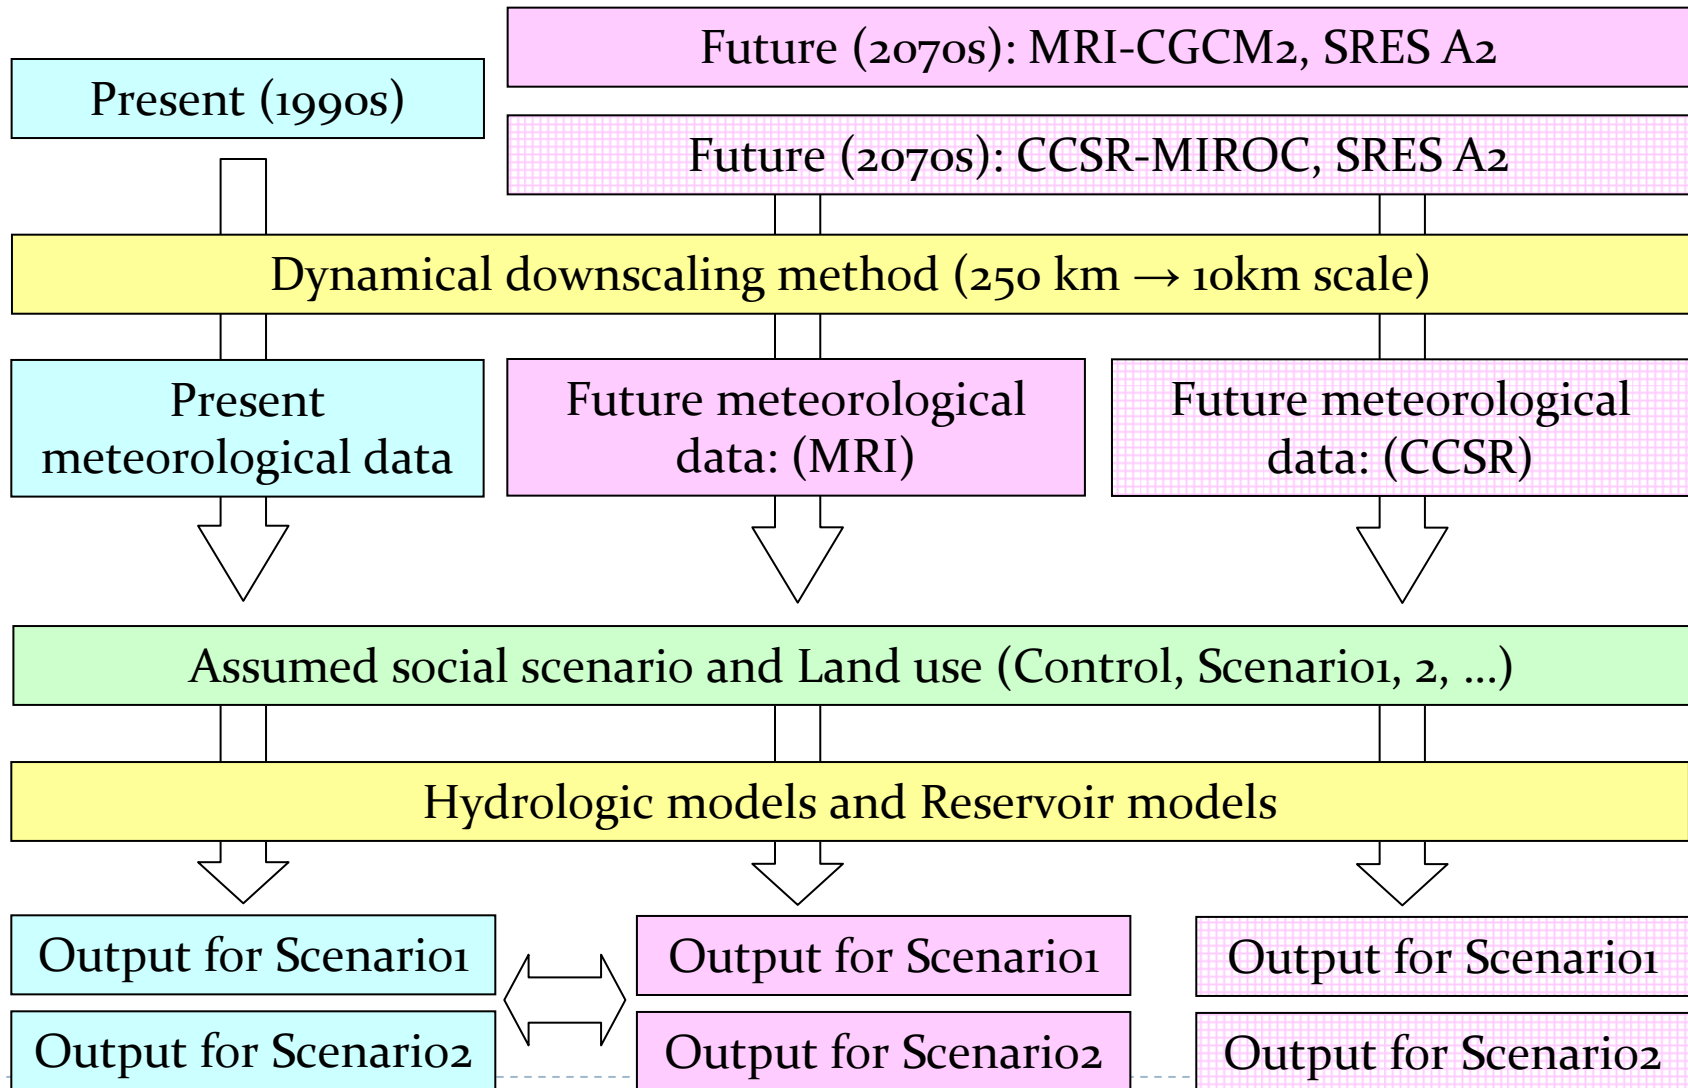 Future (2070s): MRI-CGCM2, SRES A2
Present (1990s)
Future (2070s): CCSR-MIROC, SRES A2
Dynamical downscaling method (250 km → 10km scale)
Present
meteorological data
Future meteorological
data: (MRI)
Future meteorological
data: (CCSR)
Assumed social scenario and Land use (Control, Scenario1, 2, ...)
Hydrologic models and Reservoir models
Output for Scenario1
Output for Scenario1
Output for Scenario1
Output for Scenario2
Output for Scenario2
Output for Scenario2